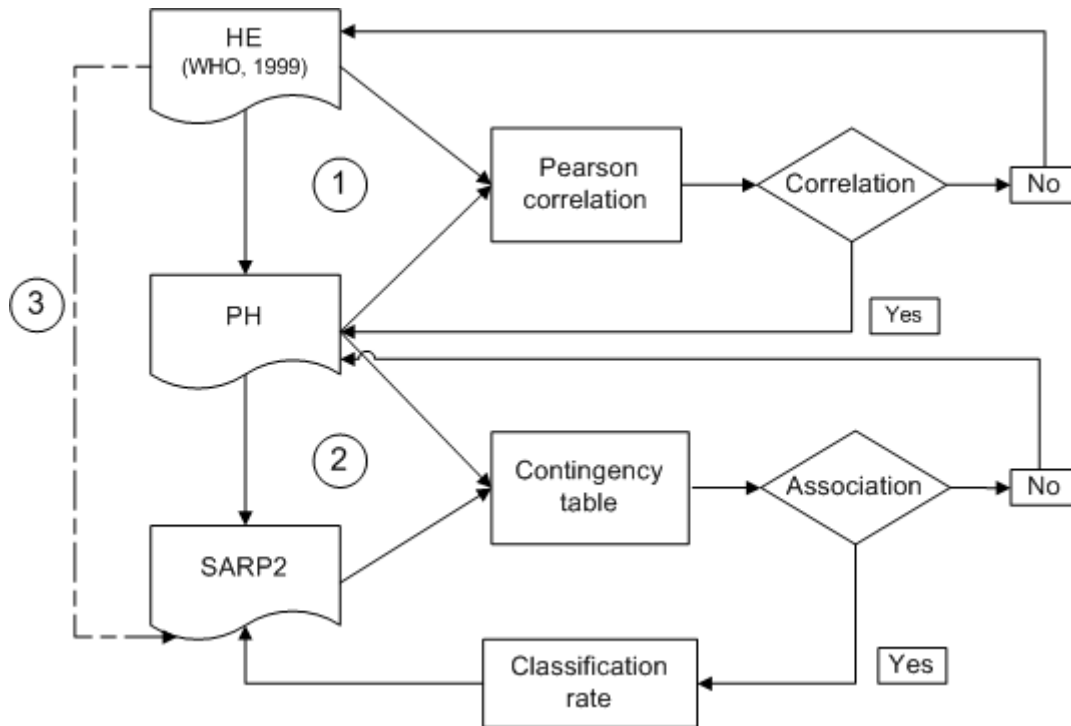 HE
(WHO, 1999)
1
Pearson
correlation
Correlation
No
3
PH
Yes
2
Contingency
table
Association
No
SARP2
Classification
rate
Yes